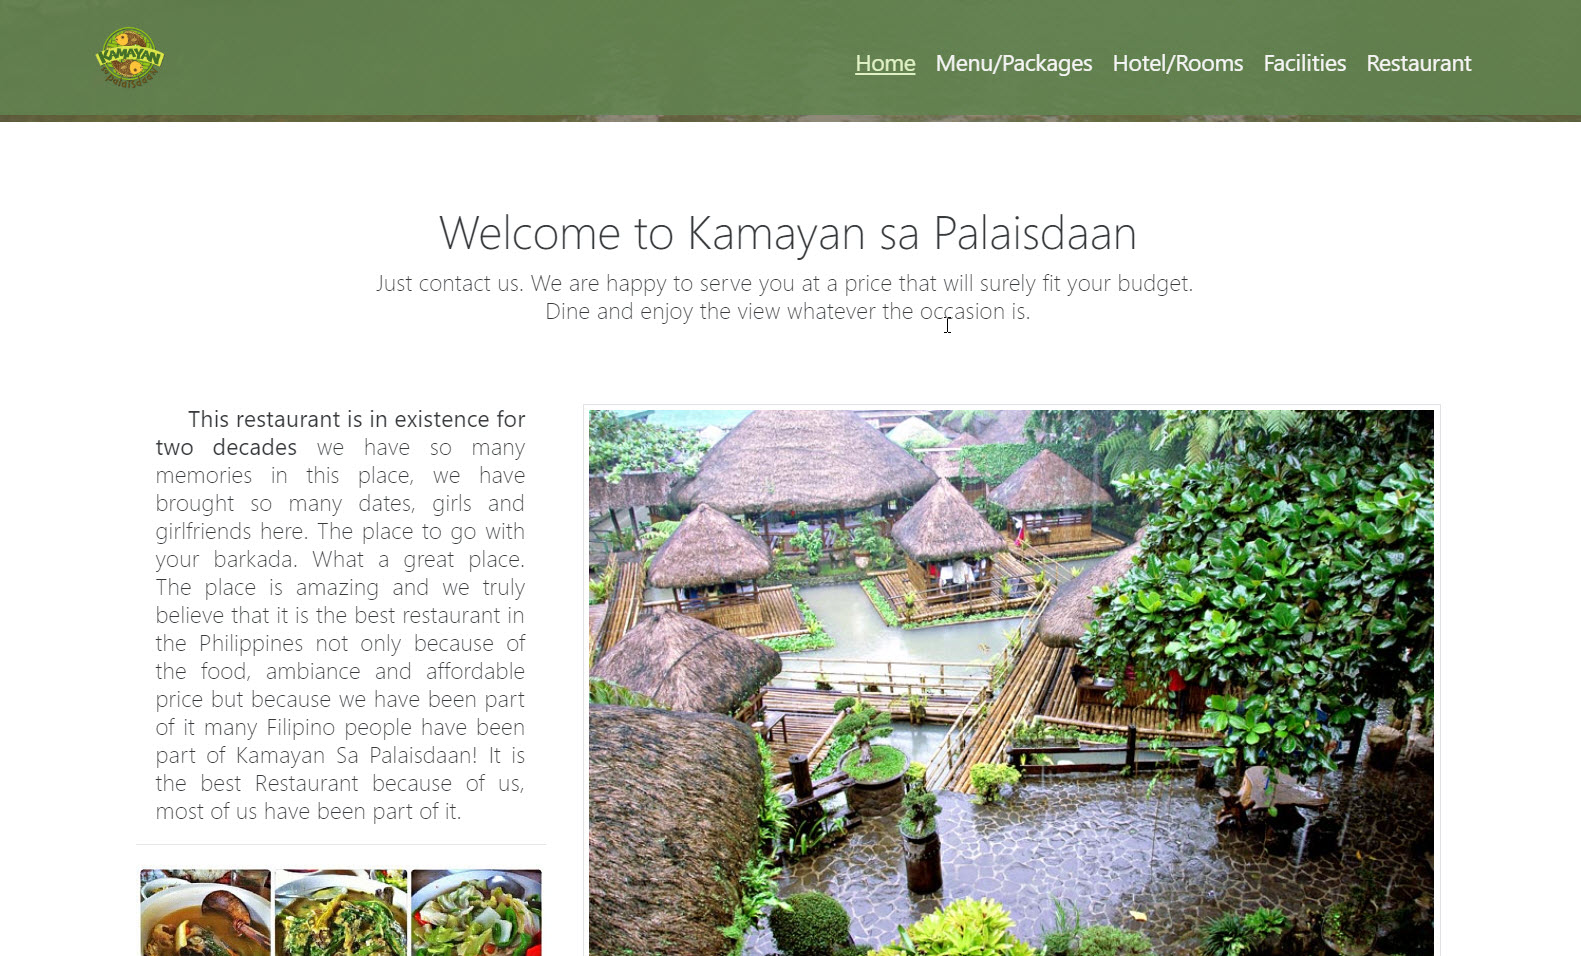 KAMAYAN
sa palaisdaan
Home Menu/Packages Hotel/Rooms Facilities Restaurant
Welcome to Kamayan sa Palaisdaan
Just contact us. We are happy to serve you at a price that will surely fit your budget.
Dine and enjoy the view whatever the occasion is.
This restaurant is in existence for
two decades we have so many
memories in this place, we have
brought so many dates, girls and
girlfriends here. The place to go with
your barkada. What a great place.
The place is amazing and we truly
believe that it is the best restaurant in
the Philippines not only because of
the food, ambiance and affordable
price but because we have been part
of it many Filipino people have been
part of Kamayan Sa Palaisdaan! It is
the best Restaurant because of us,
most of us have been part of it.